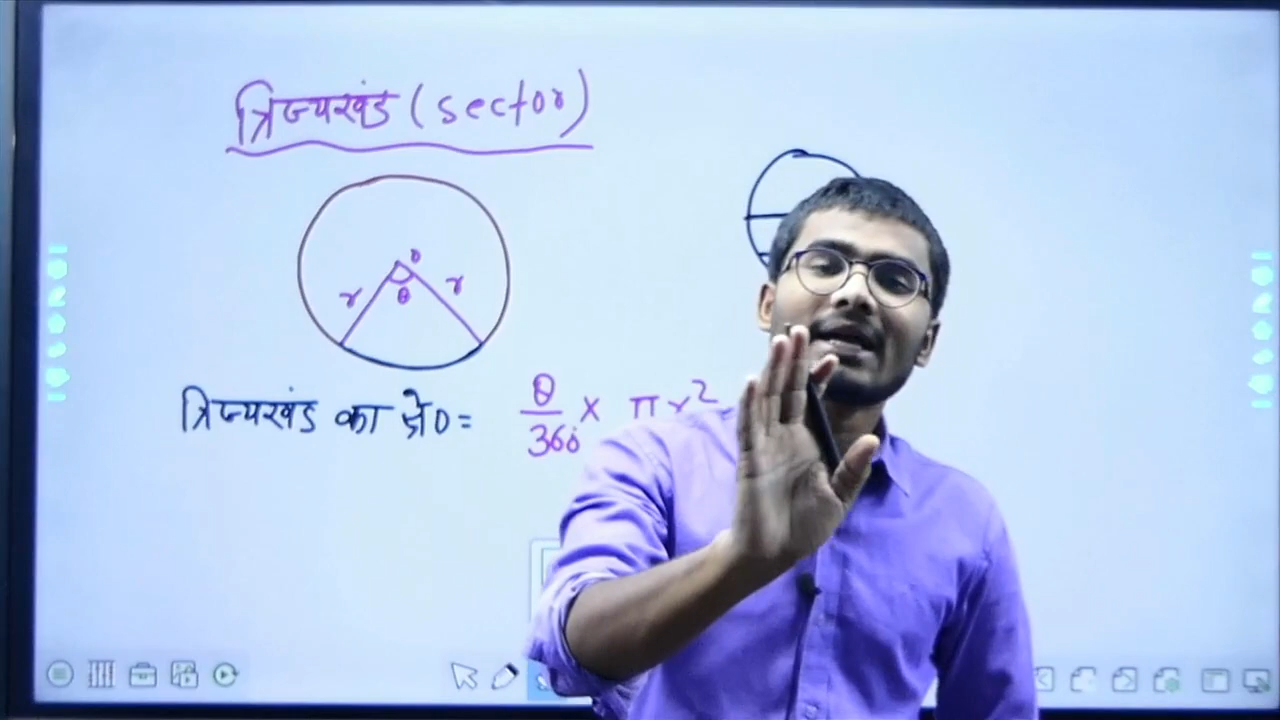 त्रिज्यखंड (sector)
O
r θ r
त्रिज्यखंड का क्षे० = θ/360° × πr²